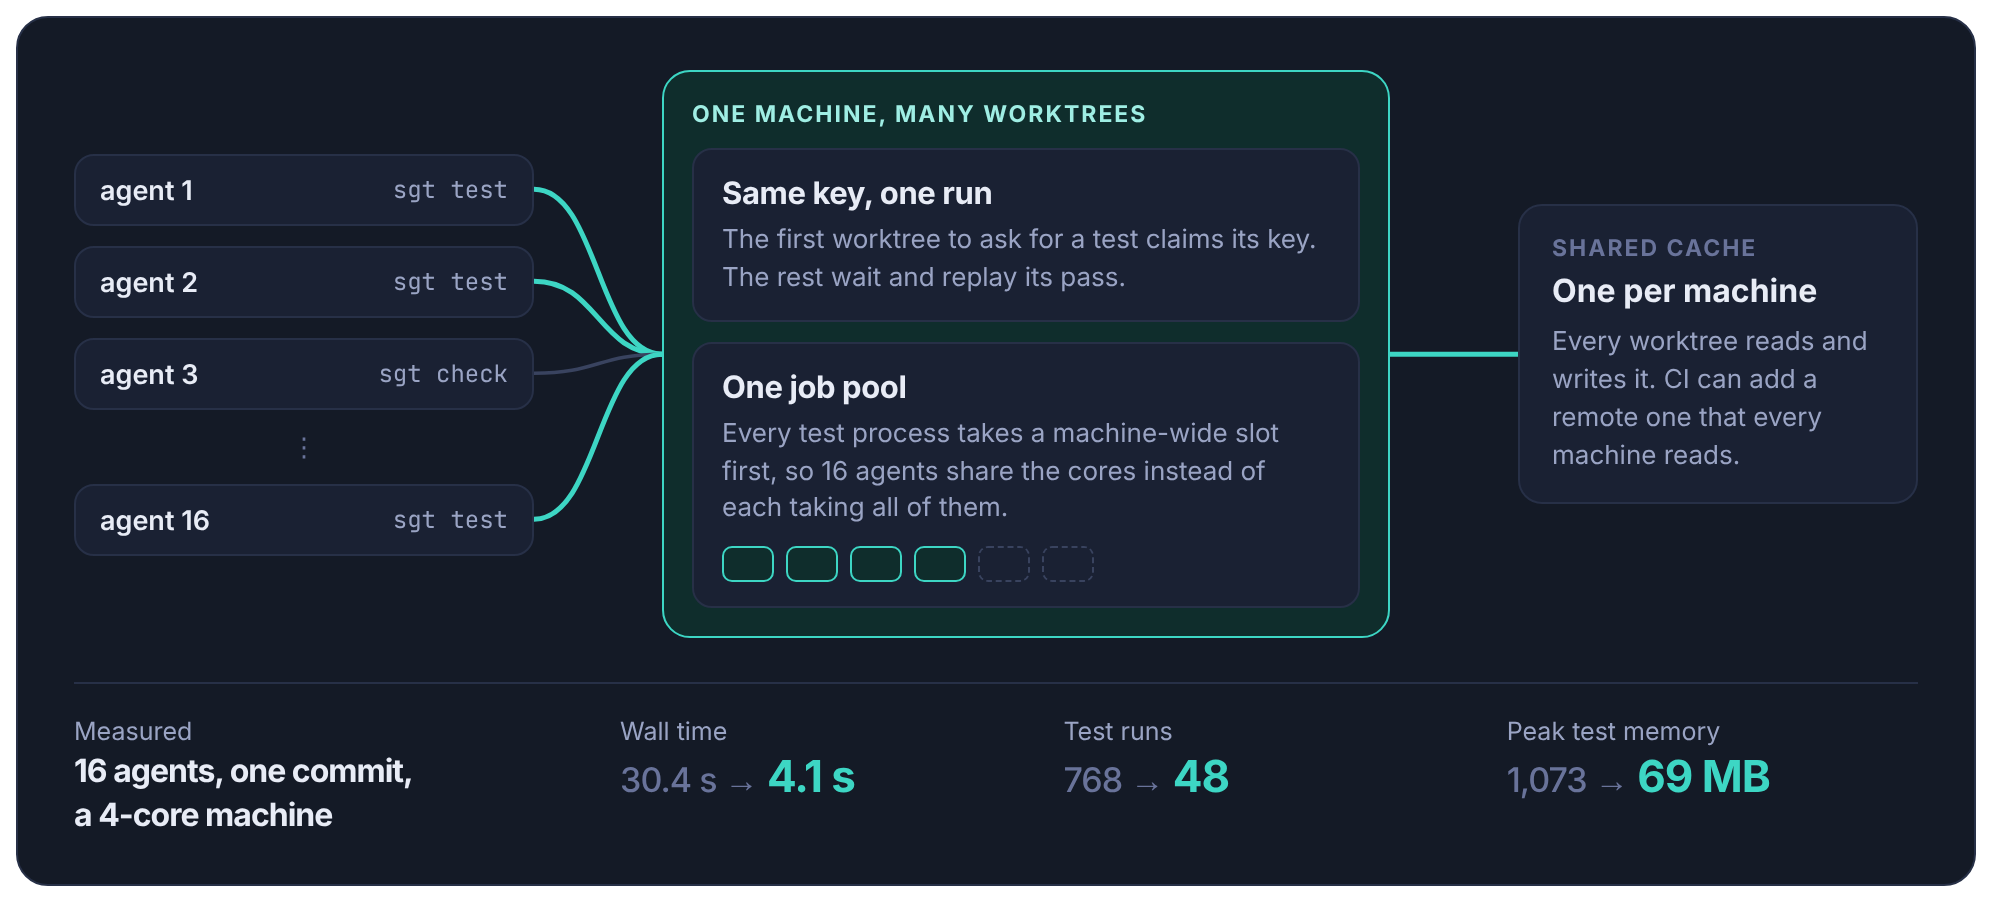 ONE MACHINE, MANY WORKTREES
agent 1 sgt test
agent 2 sgt test
agent 3 sgt check
⋮
agent 16 sgt test
Same key, one run
The first worktree to ask for a test claims its key.
The rest wait and replay its pass.
One job pool
Every test process takes a machine-wide slot
first, so 16 agents share the cores instead of
each taking all of them.
SHARED CACHE
One per machine
Every worktree reads and
writes it. CI can add a
remote one that every
machine reads.
Measured
16 agents, one commit,
a 4-core machine
Wall time
30.4 s → 4.1 s
Test runs
768 → 48
Peak test memory
1,073 → 69 MB